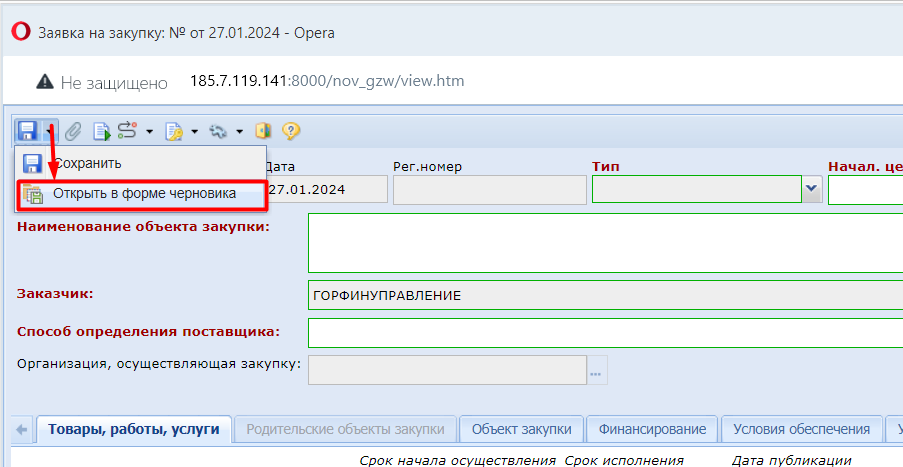 Заявка на закупку: № от 27.01.2024 - Opera
Не защищено 185.7.119.141:8000/nov_gzw/view.htm
Сохранить
Открыть в форме черновика
Дата Рег.номер Тип Начал. це
27.01.2024
Наименование объекта закупки:
Заказчик: ГОРФИНУПРАВЛЕНИЕ
Способ определения поставщика:
Организация, осуществляющая закупку: ...
Товары, работы, услуги Родительские объекты закупки Объект закупки Финансирование Условия обеспечения
Срок начала осуществления Срок исполнения Дата публикации